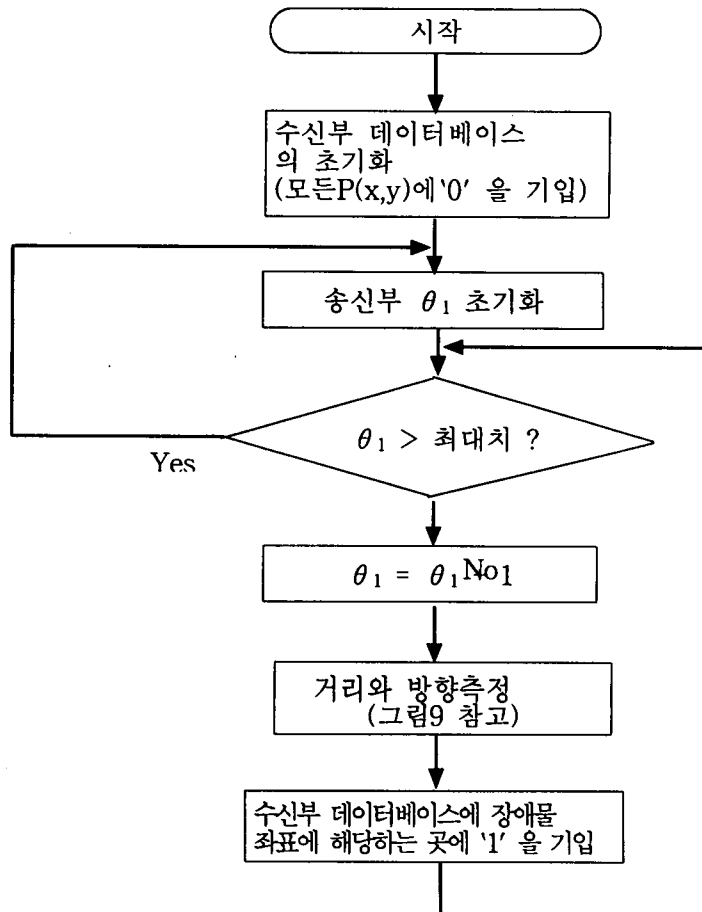 시작
수신부 데이터베이스
의 초기화
(모든P(x,y)에‘0’ 을 기입)
송신부 θ₁ 초기화
θ₁ > 최대치 ?
Yes
No
θ₁ = θ₁ + 1
거리와 방향측정
(그림9 참고)
수신부 데이터베이스에 장애물
좌표에 해당하는 곳에 ‘1’ 을 기입